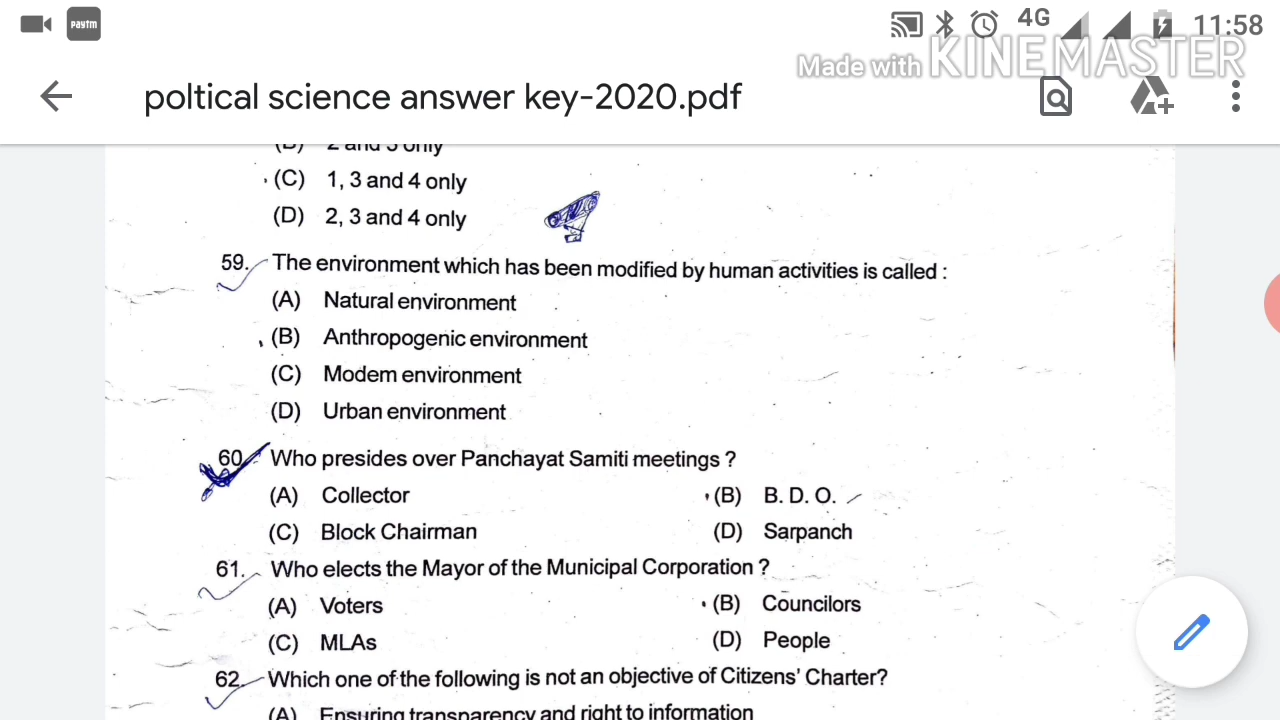 paytm
4G
11:58
Made with KINEMASTER
poltical science answer key-2020.pdf
(B) 2 and 3 only
(C) 1, 3 and 4 only
(D) 2, 3 and 4 only
59. The environment which has been modified by human activities is called :
(A) Natural environment
(B) Anthropogenic environment
(C) Modem environment
(D) Urban environment
60. Who presides over Panchayat Samiti meetings ?
(A) Collector (B) B. D. O.
(C) Block Chairman (D) Sarpanch
61. Who elects the Mayor of the Municipal Corporation ?
(A) Voters (B) Councilors
(C) MLAs (D) People
62. Which one of the following is not an objective of Citizens' Charter?
(A) Ensuring transparency and right to information